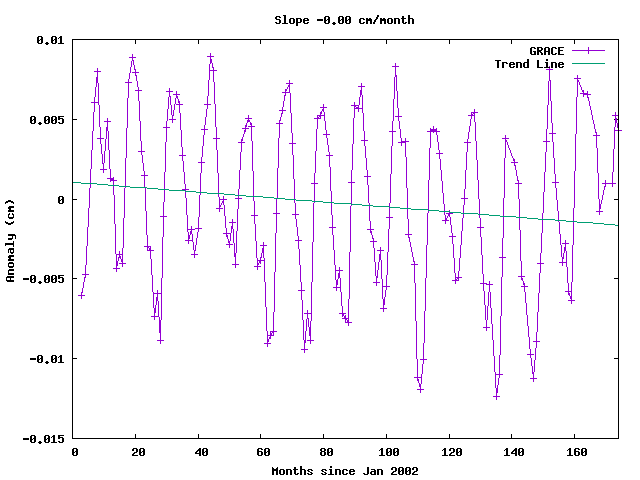 Slope -0.00 cm/month
GRACE
Trend Line
Anomaly (cm)
0.01
0.005
0
-0.005
-0.01
-0.015
0 20 40 60 80 100 120 140 160
Months since Jan 2002